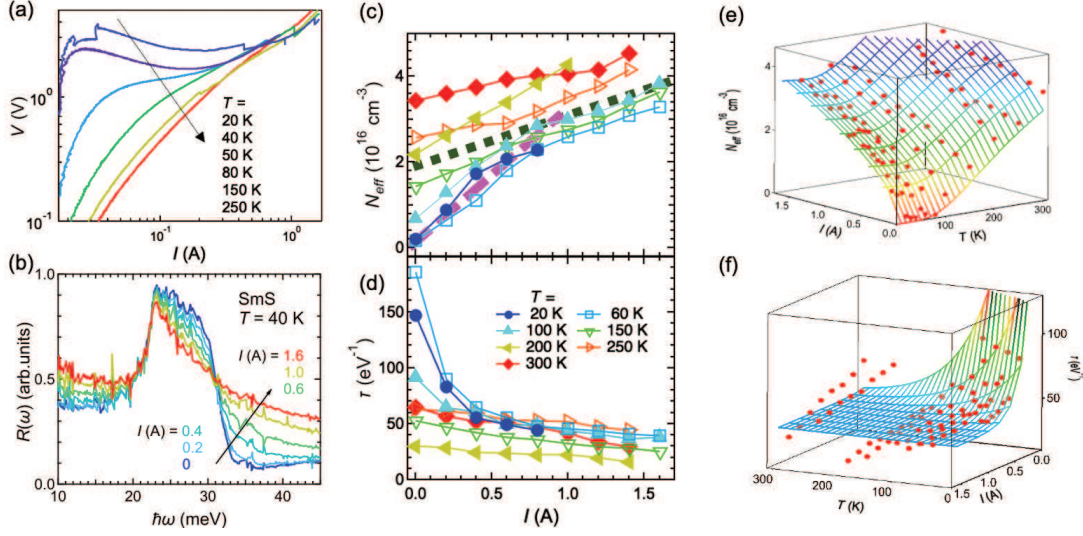 (a)
V (V)
10⁰
10⁻¹
T =
20 K
40 K
50 K
80 K
150 K
250 K
10⁻¹
10⁰
I (A)
(b)
R(ω) (arb.units)
1.0
0.5
0.0
SmS
T = 40 K
I (A) = 1.6
1.0
0.6
I (A) = 0.4
0.2
0
10
20
30
40
ħω (meV)
(c)
N_eff (10¹⁶ cm⁻³)
4
2
0
(d)
τ (eV⁻¹)
150
100
50
0
T =
20 K
60 K
100 K
150 K
200 K
250 K
300 K
0.0
0.5
1.0
1.5
I (A)
(e)
N_eff (10¹⁶ cm⁻³)
4
2
0
1.5
1.0
0.5
0.0
I (A)
100
200
300
T (K)
(f)
100
50
τ (eV⁻¹)
300
200
100
0
T (K)
1.5
1.0
0.5
0.0
I (A)